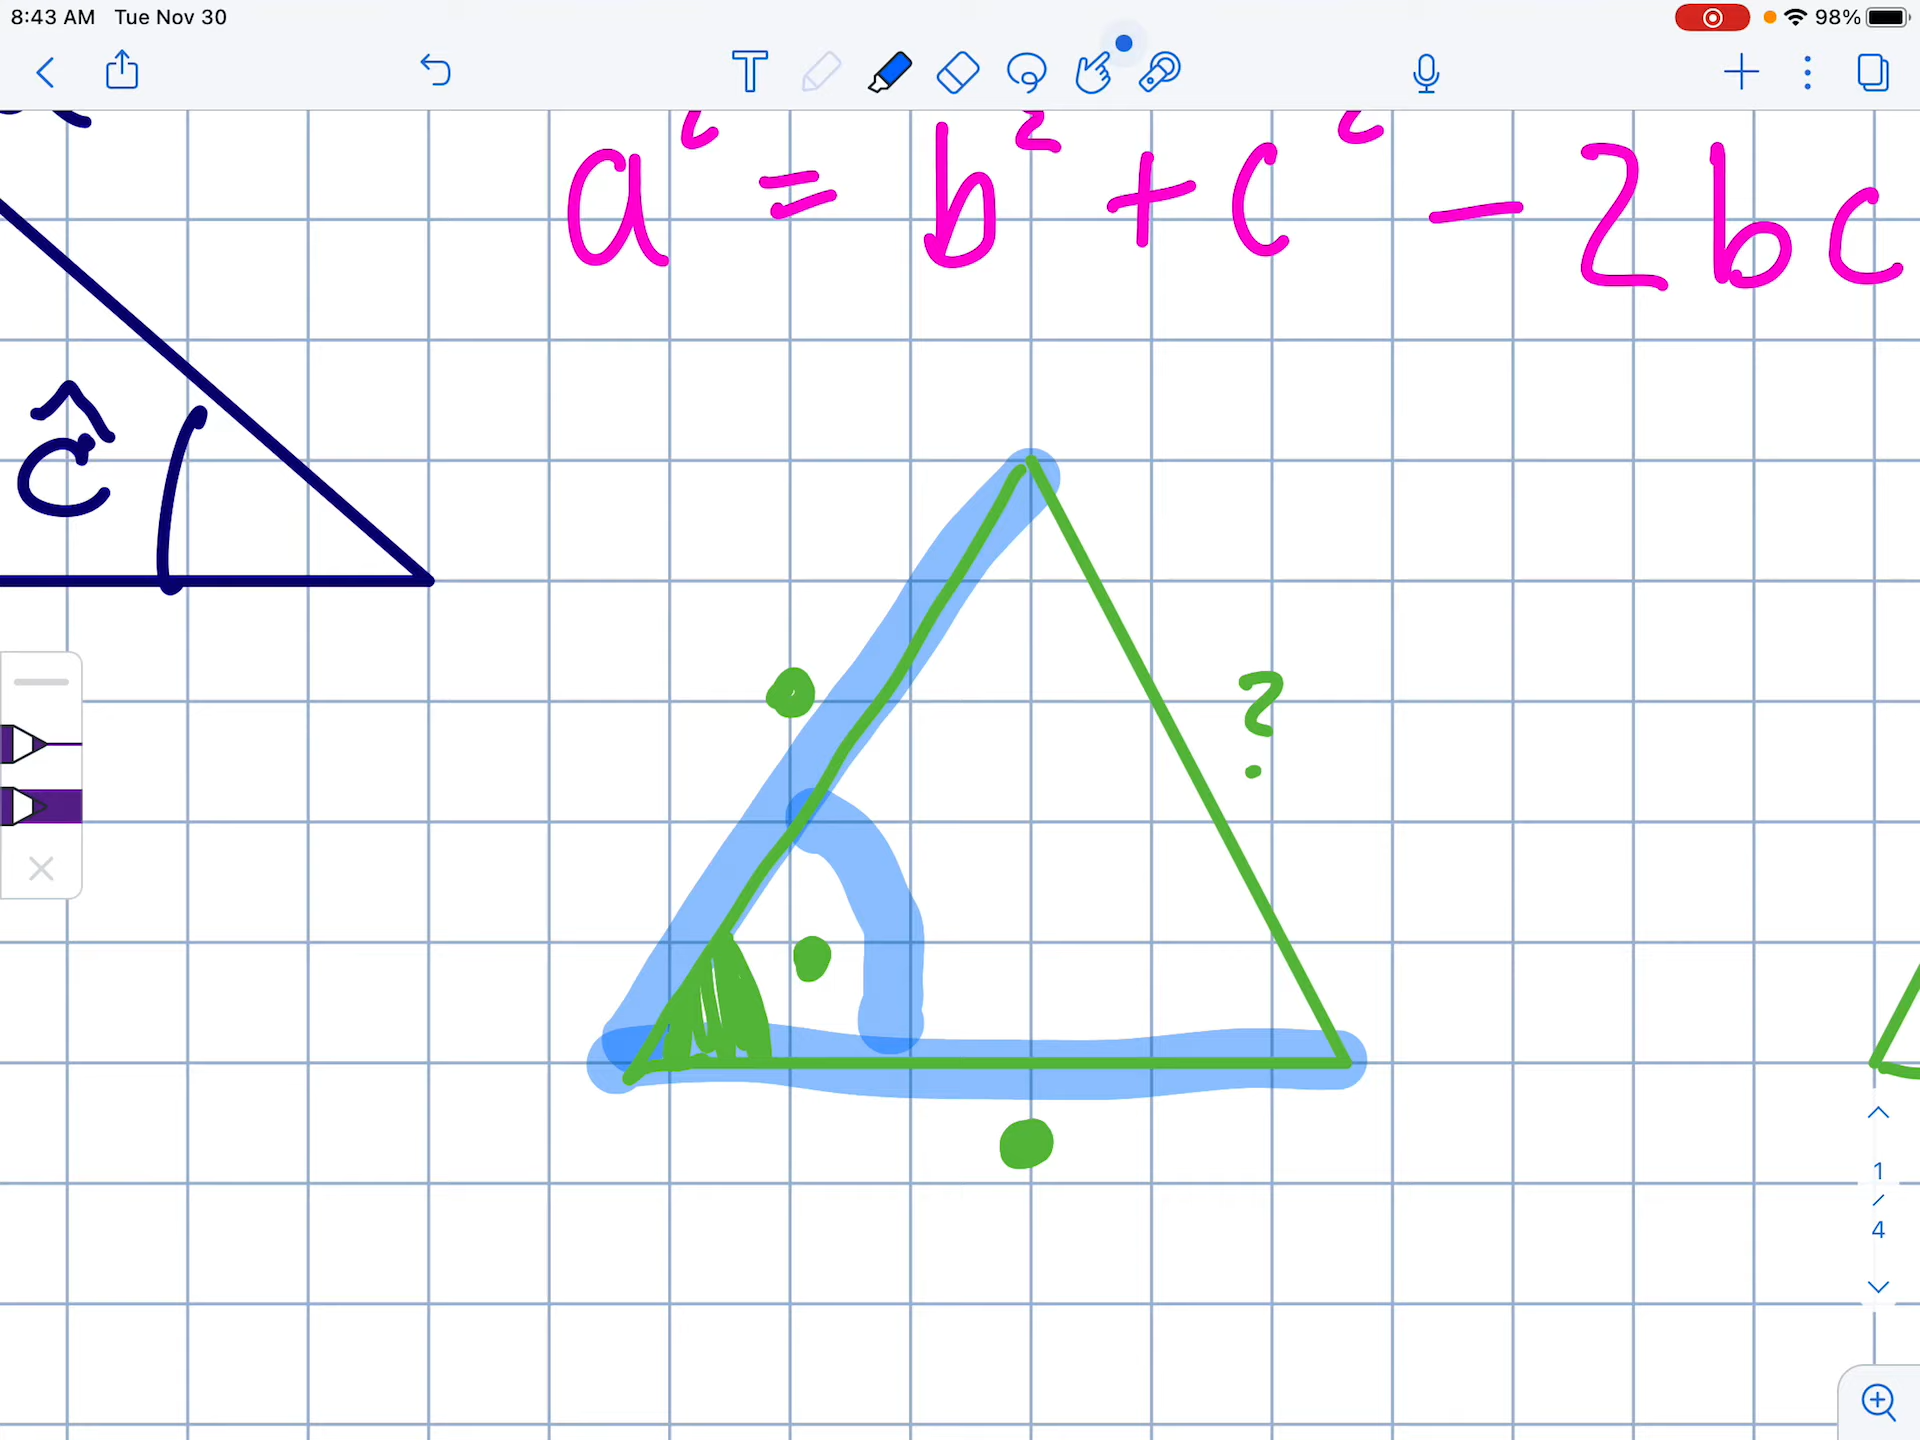 8:43 AM Tue Nov 30
98%
T
a² = b² + c² - 2bc
ĉ
?
1
/
4